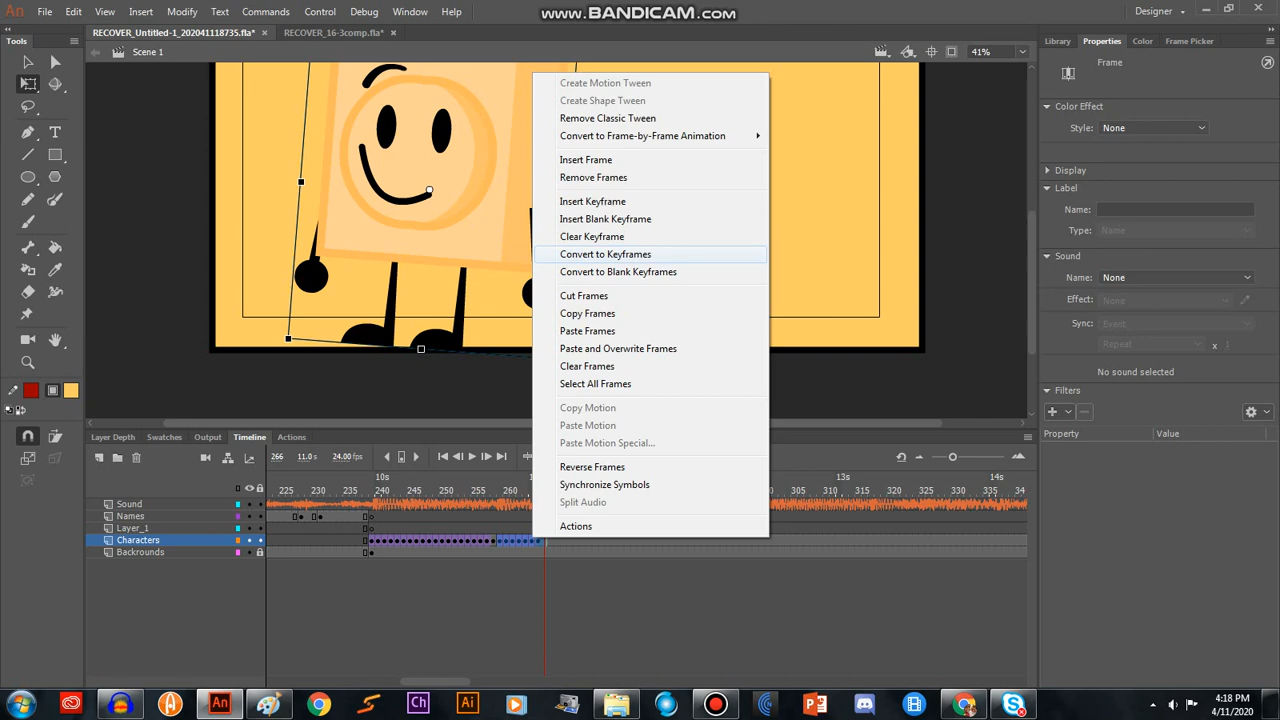 www.BANDICAM.com
An File Edit View Insert Modify Text Commands Control Debug Window Help Designer
RECOVER_Untitled-1_202041118735.fla* × RECOVER_16-3comp.fla* ×
Tools
Scene 1 41%
Library Properties Color Frame Picker
Frame
Color Effect
Style: None
Display
Label
Name:
Type: Name
Sound
Name: None
Effect: None
Sync: Event
Repeat x 1
No sound selected
Filters
Property Value
Create Motion Tween
Create Shape Tween
Remove Classic Tween
Convert to Frame-by-Frame Animation
Insert Frame
Remove Frames
Insert Keyframe
Insert Blank Keyframe
Clear Keyframe
Convert to Keyframes
Convert to Blank Keyframes
Cut Frames
Copy Frames
Paste Frames
Paste and Overwrite Frames
Clear Frames
Select All Frames
Copy Motion
Paste Motion
Paste Motion Special...
Reverse Frames
Synchronize Symbols
Split Audio
Actions
Layer Depth Swatches Output Timeline Actions
266 11.0s 24.00fps
10s 13s 14s
225 230 235 240 245 250 255 260 305 310 315 320 325 330 335 34
Sound
Names
Layer_1
Characters
Backrounds
An Ch Ai
4:18 PM
4/11/2020